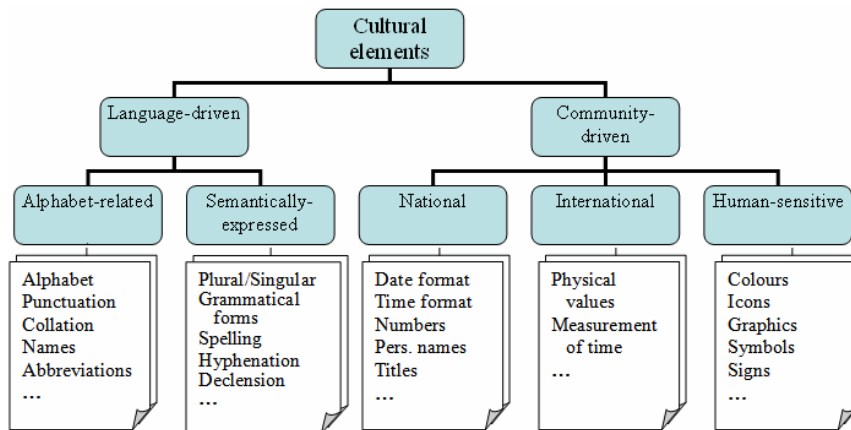 Cultural
elements
Language-driven
Community-
driven
Alphabet-related
Semantically-
expressed
National
International
Human-sensitive
Alphabet
Punctuation
Collation
Names
Abbreviations
...
Plural/Singular
Grammatical
forms
Spelling
Hyphenation
Declension
...
Date format
Time format
Numbers
Pers. names
Titles
...
Physical
values
Measurement
of time
...
Colours
Icons
Graphics
Symbols
Signs
...